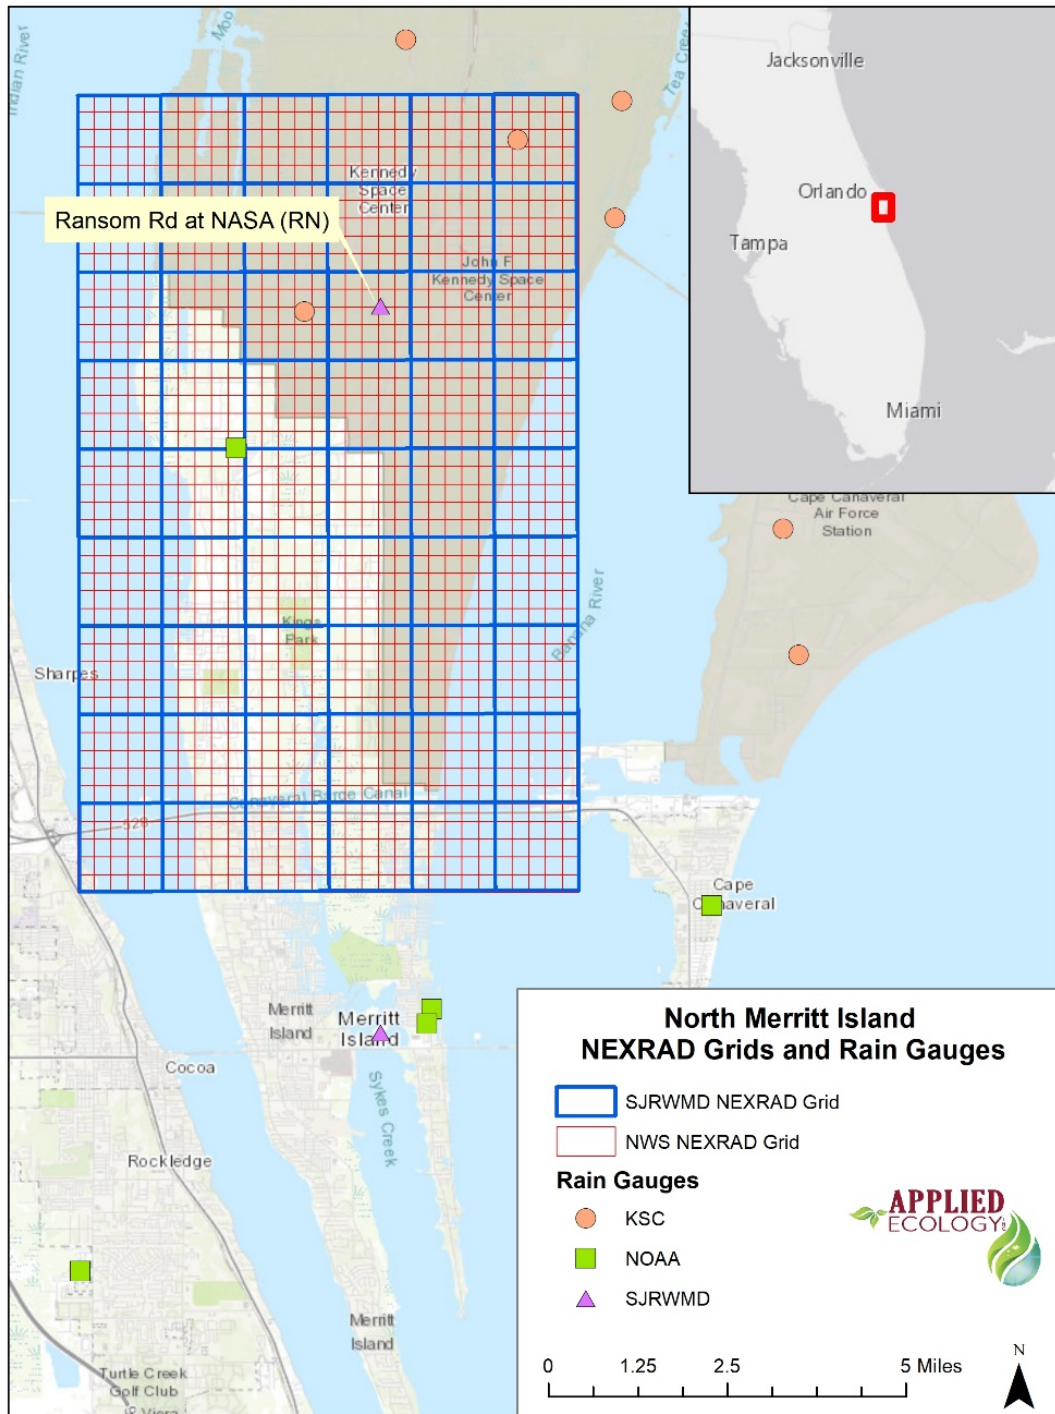 Indian River
Moo
Tea Creek
Jacksonville
Orlando
Tampa
Miami
Kennedy
Space
Center
Ransom Rd at NASA (RN)
John F
Kennedy Space
Center
Cape Canaveral
Air Force
Station
Banana River
Kings
Park
Sharpes
Canaveral Barge Canal
528
Cape
Canaveral
Merritt
Island
Merritt
Island
Cocoa
Sykes Creek
Rockledge
Merritt
Island
Turtle Creek
Golf Club
Viera
North Merritt Island
NEXRAD Grids and Rain Gauges
SJRWMD NEXRAD Grid
NWS NEXRAD Grid
Rain Gauges
KSC
NOAA
SJRWMD
APPLIED
ECOLOGY
0 1.25 2.5 5 Miles
N